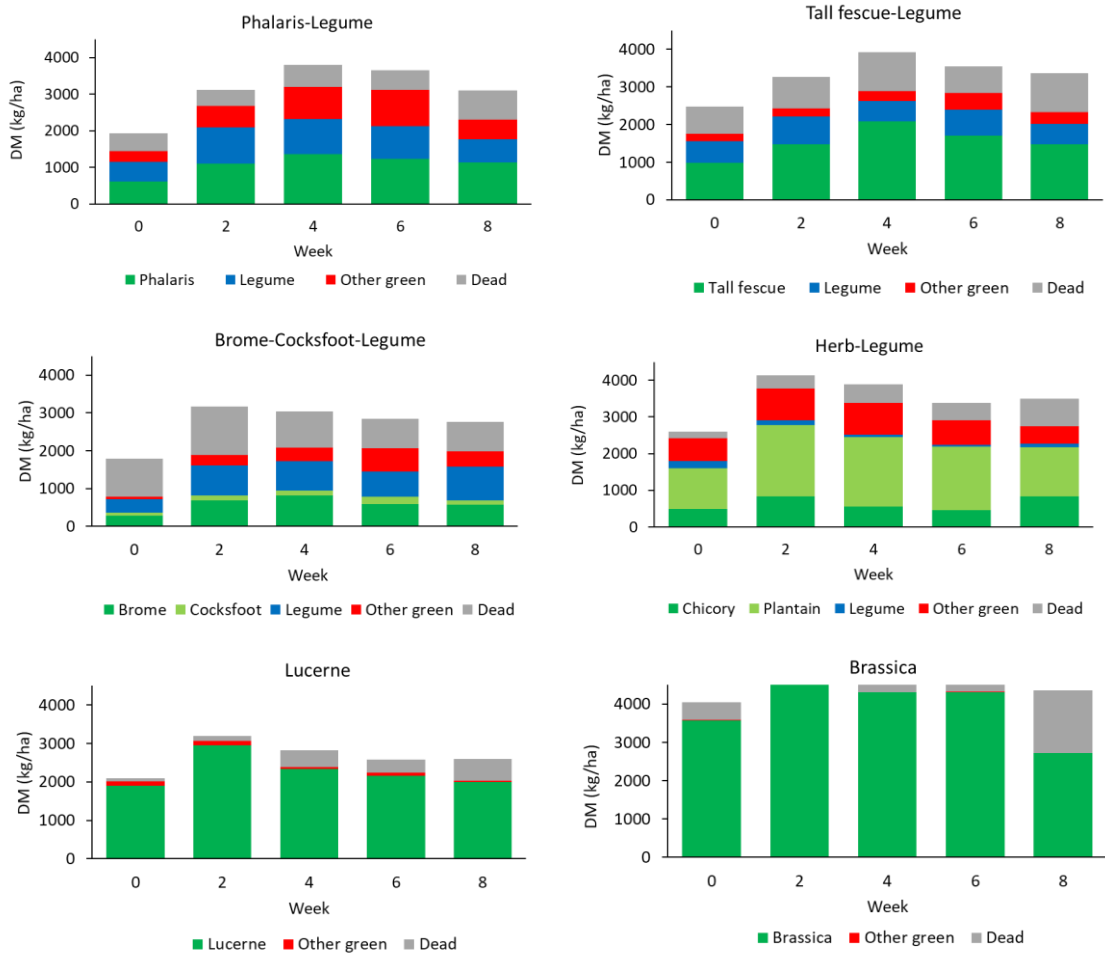 Phalaris-Legume
DM (kg/ha)
4000
3000
2000
1000
0
0 2 4 6 8
Week
Phalaris Legume Other green Dead
Tall fescue-Legume
DM (kg/ha)
4000
3000
2000
1000
0
0 2 4 6 8
Week
Tall fescue Legume Other green Dead
Brome-Cocksfoot-Legume
DM (kg/ha)
4000
3000
2000
1000
0
0 2 4 6 8
Week
Brome Cocksfoot Legume Other green Dead
Herb-Legume
DM (kg/ha)
4000
3000
2000
1000
0
0 2 4 6 8
Week
Chicory Plantain Legume Other green Dead
Lucerne
DM (kg/ha)
4000
3000
2000
1000
0
0 2 4 6 8
Week
Lucerne Other green Dead
Brassica
DM (kg/ha)
4000
3000
2000
1000
0
0 2 4 6 8
Week
Brassica Other green Dead